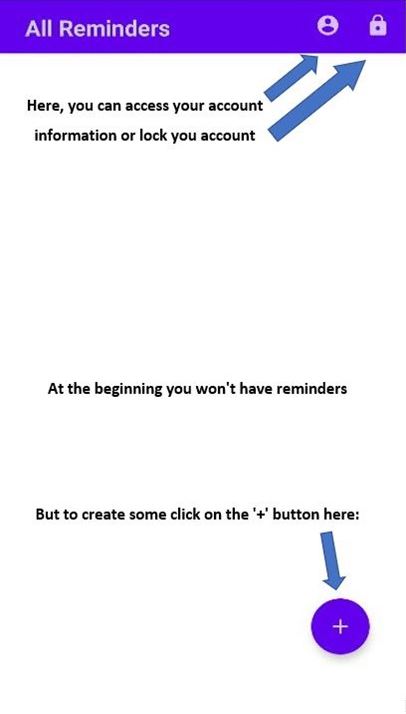 All Reminders
Here, you can access your account
information or lock you account
At the beginning you won't have reminders
But to create some click on the '+' button here:
+